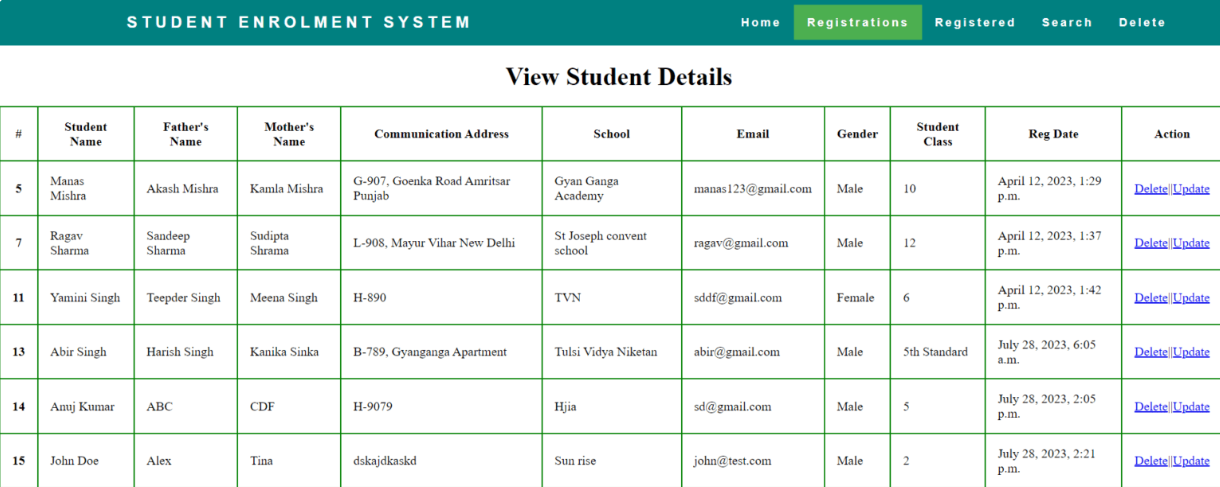 STUDENT ENROLMENT SYSTEM Home Registrations Registered Search Delete
View Student Details
# Student Name Father's Name Mother's Name Communication Address School Email Gender Student Class Reg Date Action
5 Manas Mishra Akash Mishra Kamla Mishra G-907, Goenka Road Amritsar Punjab Gyan Ganga Academy manas123@gmail.com Male 10 April 12, 2023, 1:29 p.m. Delete||Update
7 Ragav Sharma Sandeep Sharma Sudipta Shrama L-908, Mayur Vihar New Delhi St Joseph convent school ragav@gmail.com Male 12 April 12, 2023, 1:37 p.m. Delete||Update
11 Yamini Singh Teepder Singh Meena Singh H-890 TVN sddf@gmail.com Female 6 April 12, 2023, 1:42 p.m. Delete||Update
13 Abir Singh Harish Singh Kanika Sinka B-789, Gyanganga Apartment Tulsi Vidya Niketan abir@gmail.com Male 5th Standard July 28, 2023, 6:05 a.m. Delete||Update
14 Anuj Kumar ABC CDF H-9079 Hjia sd@gmail.com Male 5 July 28, 2023, 2:05 p.m. Delete||Update
15 John Doe Alex Tina dskajdkaskd Sun rise john@test.com Male 2 July 28, 2023, 2:21 p.m. Delete||Update